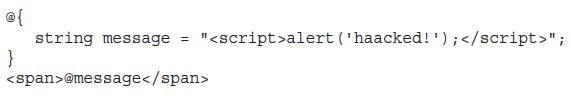 @{
   string message = "<script>alert('haacked!');</script>";
}
<span>@message</span>